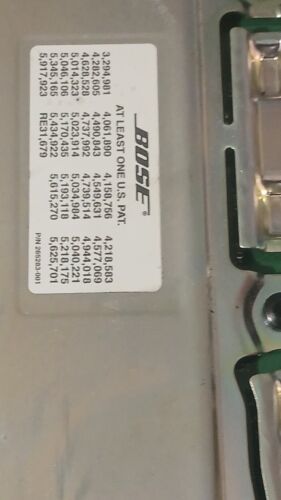 BOSE®
AT LEAST ONE U.S. PAT.
3,294,981 4,061,890 4,158,756 4,218,583
4,282,605 4,490,843 4,549,631 4,577,069
4,628,528 4,737,992 4,739,514 4,944,018
5,014,323 5,023,914 5,034,984 5,040,221
5,046,106 5,170,435 5,193,118 5,218,175
5,345,165 5,334,922 5,615,270 5,625,701
5,917,923 RE31,679
P/N 265283-001